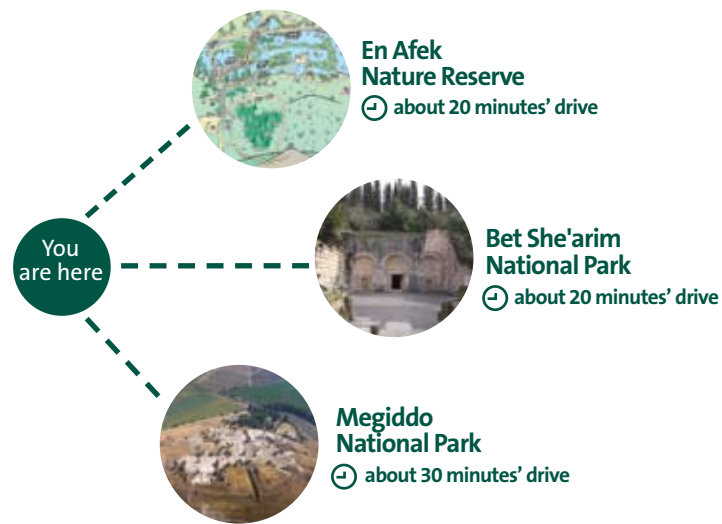 En Afek
Nature Reserve
about 20 minutes’ drive
You
are here
Bet She'arim
National Park
about 20 minutes’ drive
Megiddo
National Park
about 30 minutes’ drive